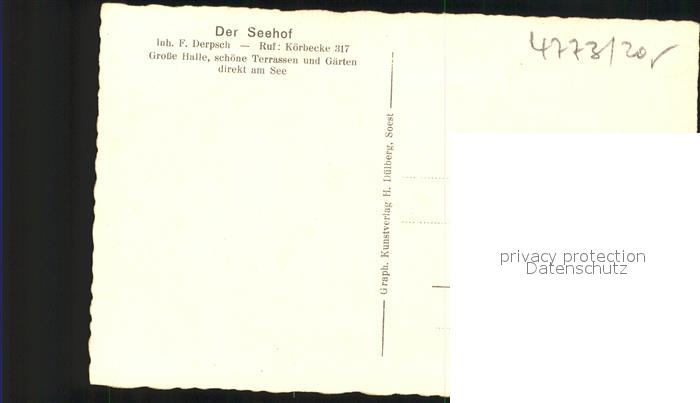 Der Seehof
Inh. F. Derpsch — Ruf: Körbecke 317
Große Halle, schöne Terrassen und Gärten
direkt am See
4773/20,-
Graph. Kunstverlag H. Dülberg, Soest
privacy protection
Datenschutz